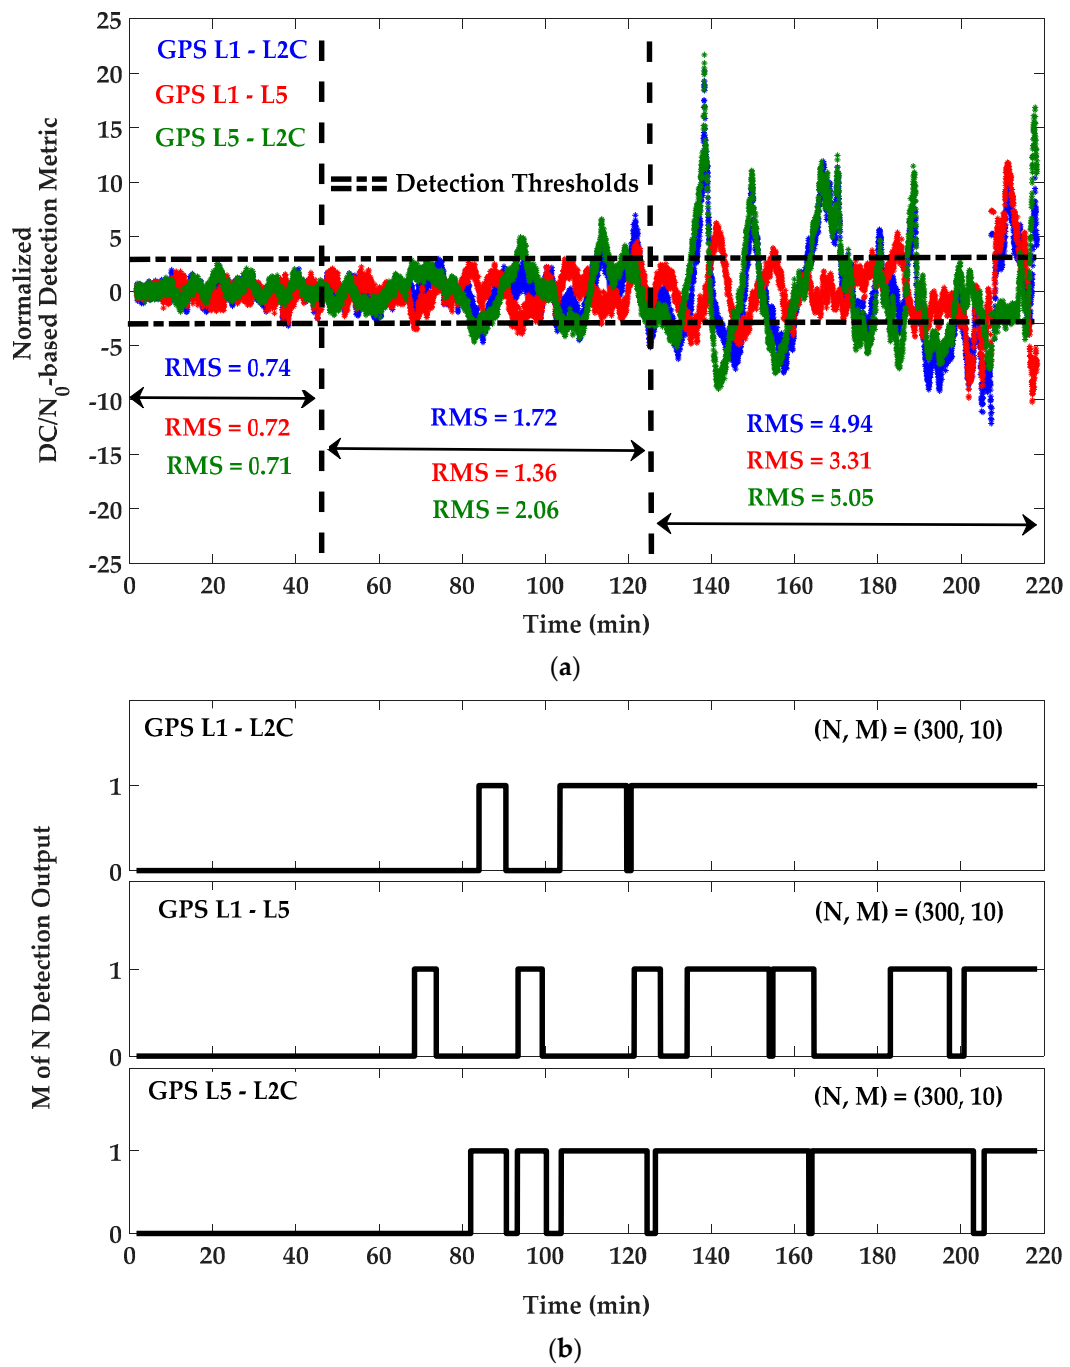 25
20
15
10
5
0
-5
-10
-15
-20
-25
Normalized
DC/N0-based Detection Metric
GPS L1 - L2C
GPS L1 - L5
GPS L5 - L2C
Detection Thresholds
RMS = 0.74
RMS = 0.72
RMS = 0.71
RMS = 1.72
RMS = 1.36
RMS = 2.06
RMS = 4.94
RMS = 3.31
RMS = 5.05
0 20 40 60 80 100 120 140 160 180 200 220
Time (min)
(a)
M of N Detection Output
GPS L1 - L2C (N, M) = (300, 10)
1
0
GPS L1 - L5 (N, M) = (300, 10)
1
0
GPS L5 - L2C (N, M) = (300, 10)
1
0
0 20 40 60 80 100 120 140 160 180 200 220
Time (min)
(b)